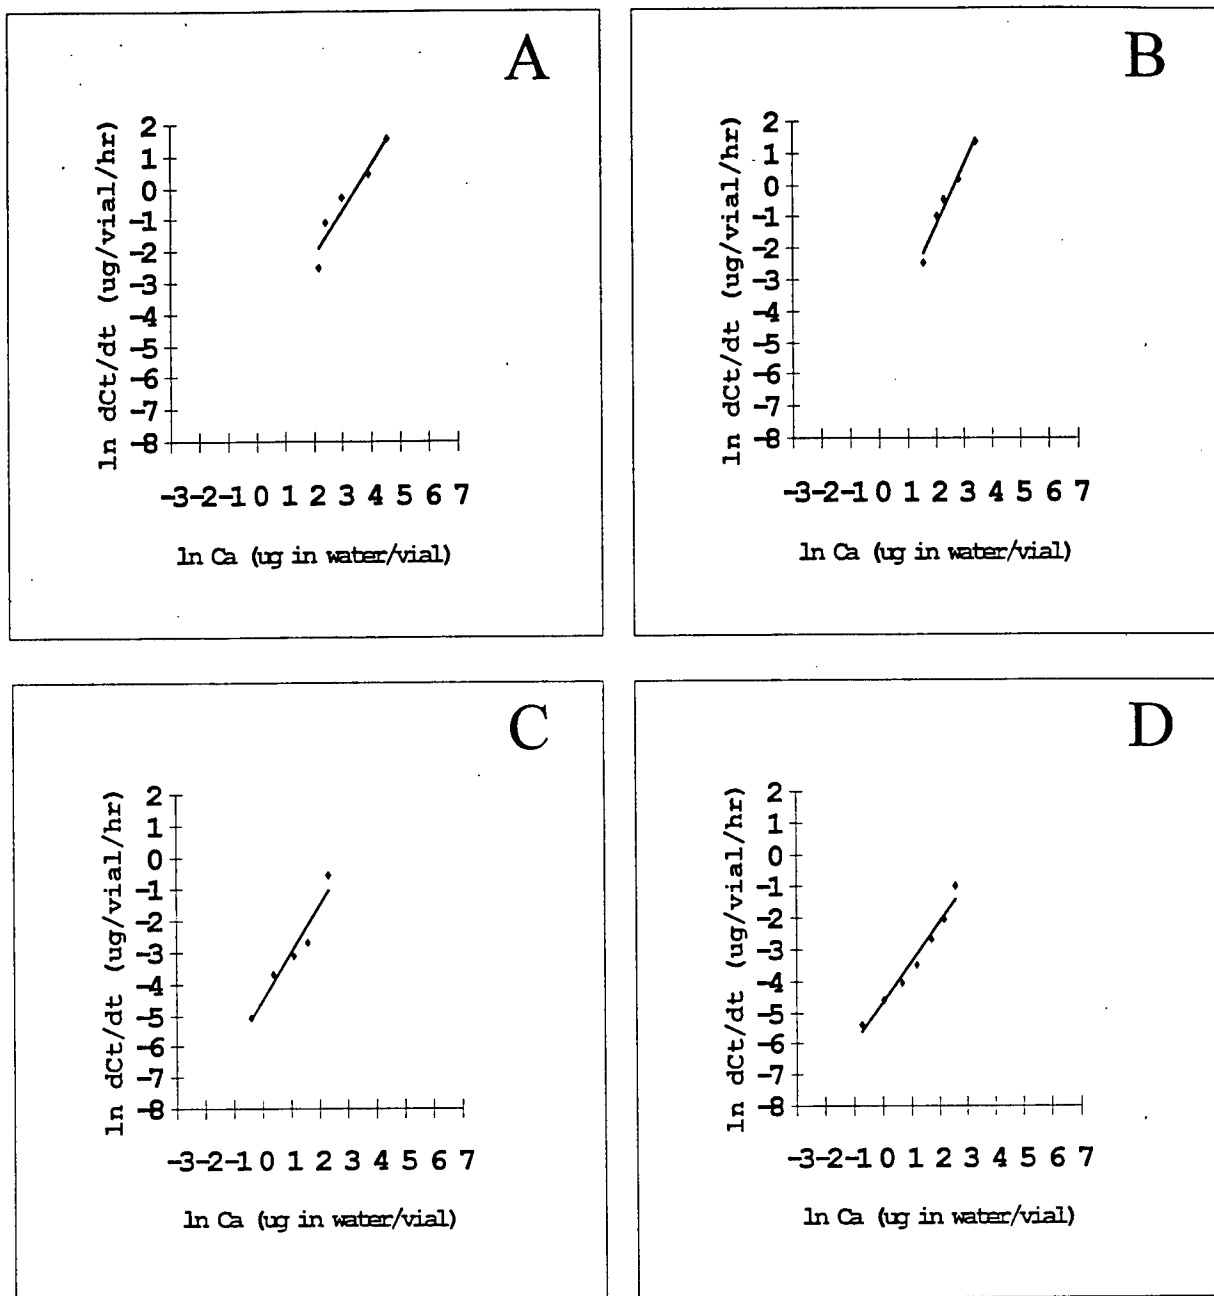 A
ln dCt/dt (ug/vial/hr)
2
1
0
-1
-2
-3
-4
-5
-6
-7
-8
-3-2-1 0 1 2 3 4 5 6 7
ln Ca (ug in water/vial)
B
ln dCt/dt (ug/vial/hr)
2
1
0
-1
-2
-3
-4
-5
-6
-7
-8
-3-2-1 0 1 2 3 4 5 6 7
ln Ca (ug in water/vial)
C
ln dCt/dt (ug/vial/hr)
2
1
0
-1
-2
-3
-4
-5
-6
-7
-8
-3-2-1 0 1 2 3 4 5 6 7
ln Ca (ug in water/vial)
D
ln dCt/dt (ug/vial/hr)
2
1
0
-1
-2
-3
-4
-5
-6
-7
-8
-3-2-1 0 1 2 3 4 5 6 7
ln Ca (ug in water/vial)